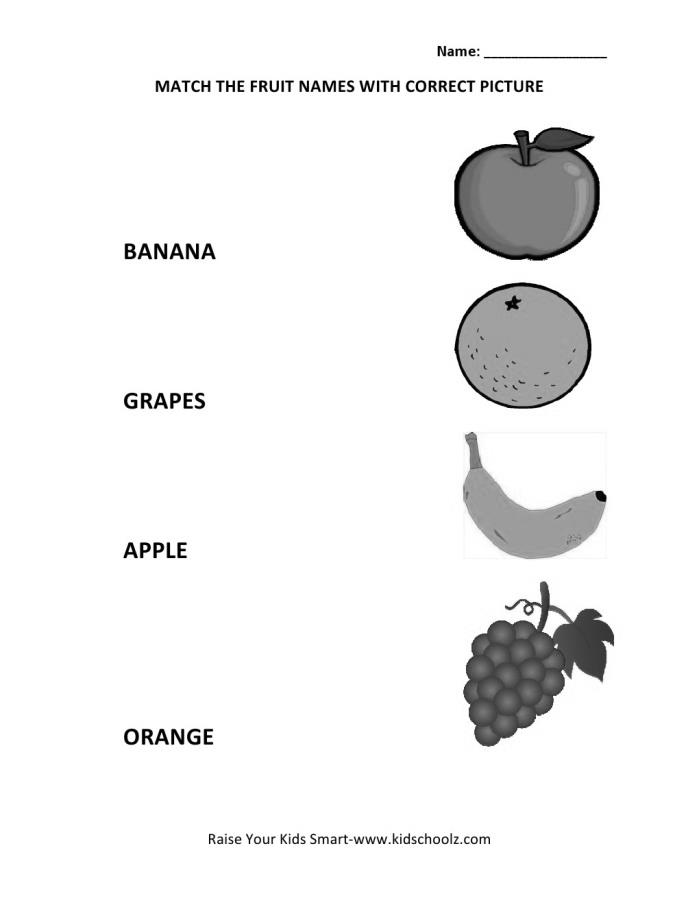 Name: __________________
MATCH THE FRUIT NAMES WITH CORRECT PICTURE
BANANA
GRAPES
APPLE
ORANGE
Raise Your Kids Smart-www.kidschoolz.com